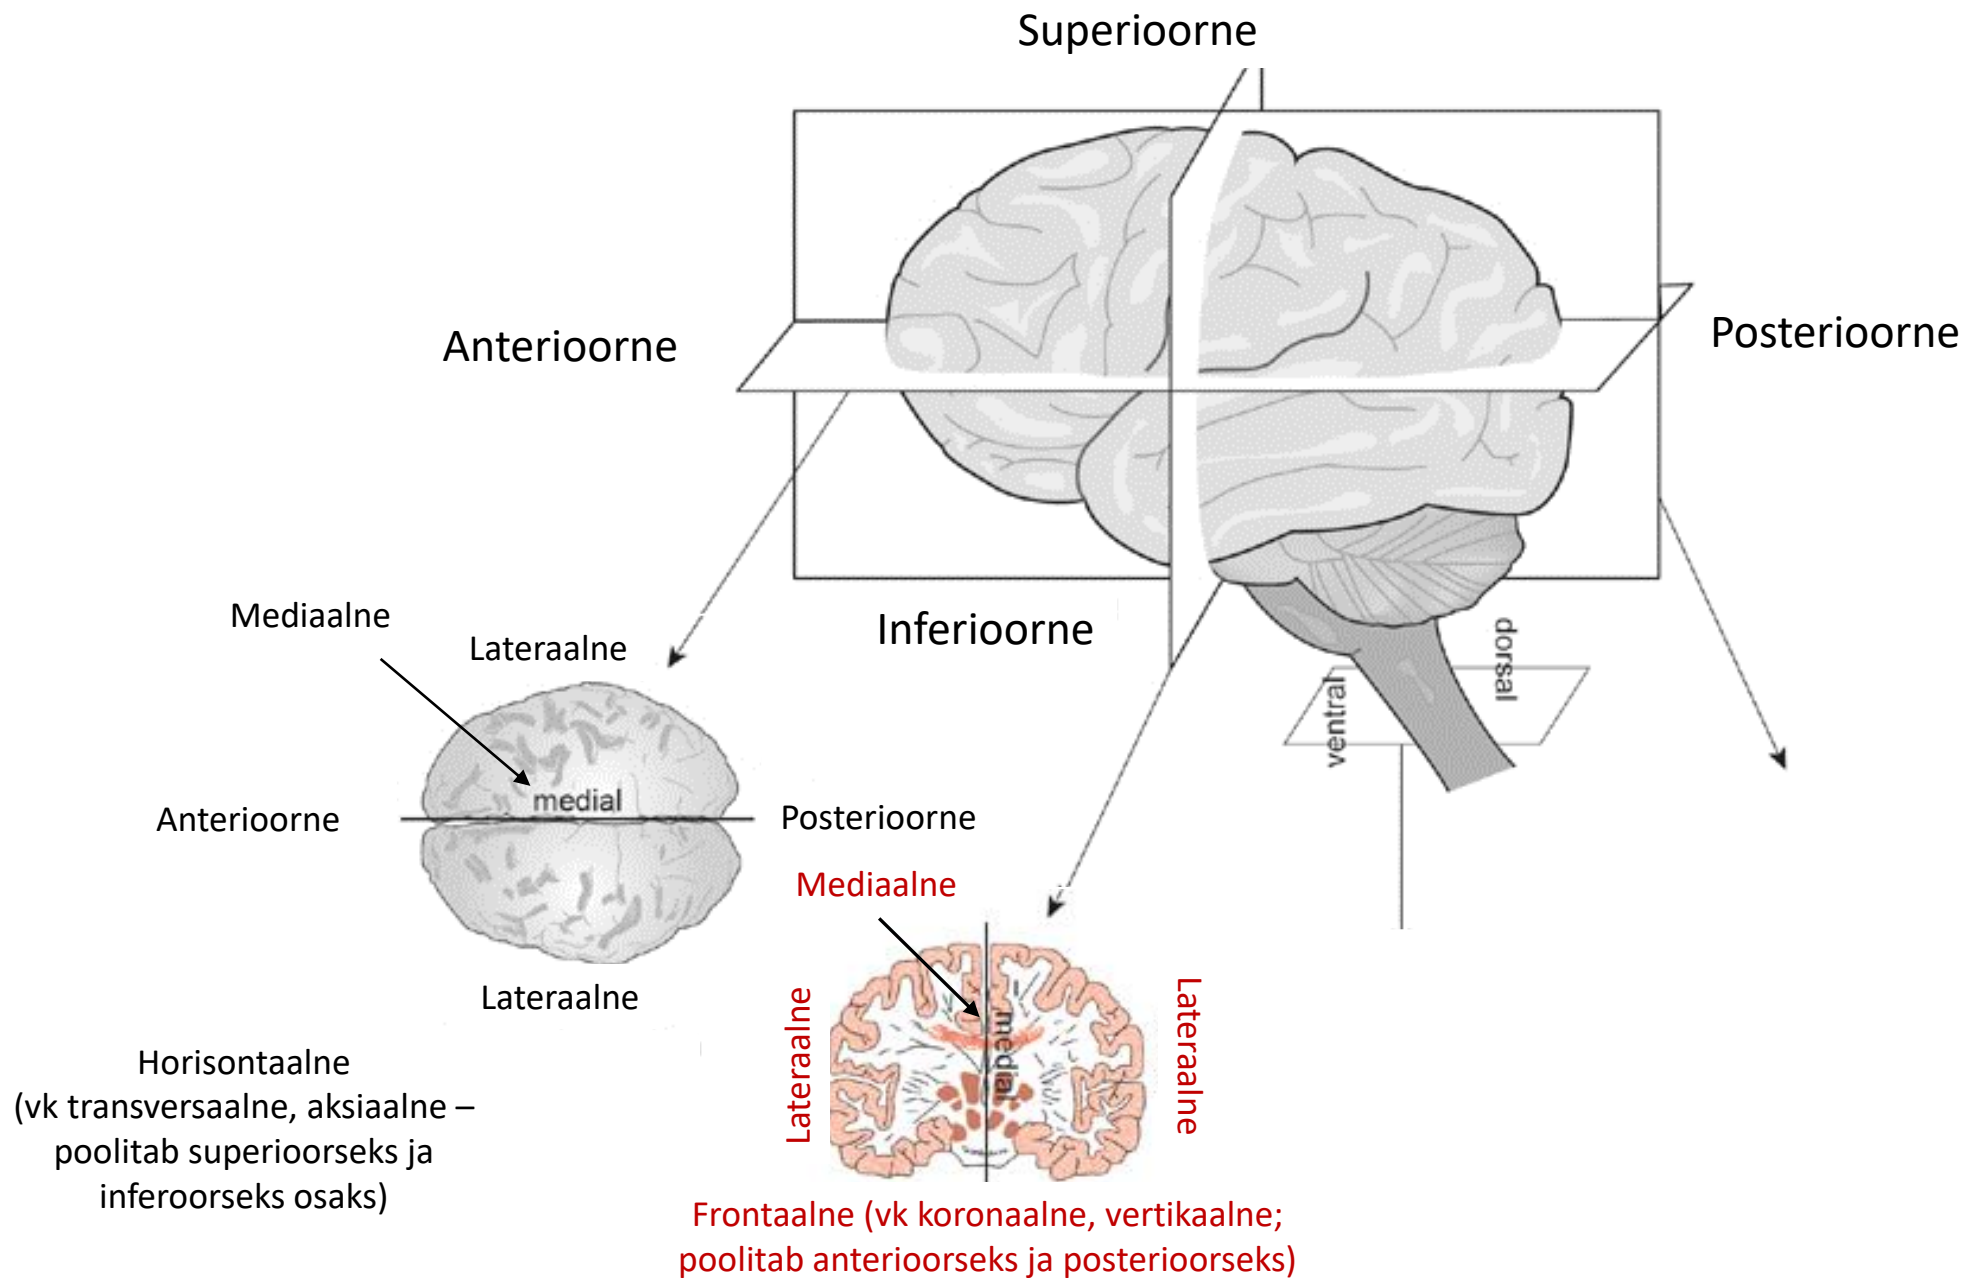 Superioorne
Anterioorne
Posterioorne
Mediaalne
Lateraalne
Inferioorne
dorsal
ventral
medial
Anterioorne
Posterioorne
Mediaalne
Lateraalne
Lateraalne
medial
Lateraalne
Horisontaalne
(vk transversaalne, aksiaalne –
poolitab superioorseks ja
inferoorseks osaks)
Frontaalne (vk koronaalne, vertikaalne;
poolitab anterioorseks ja posterioorseks)